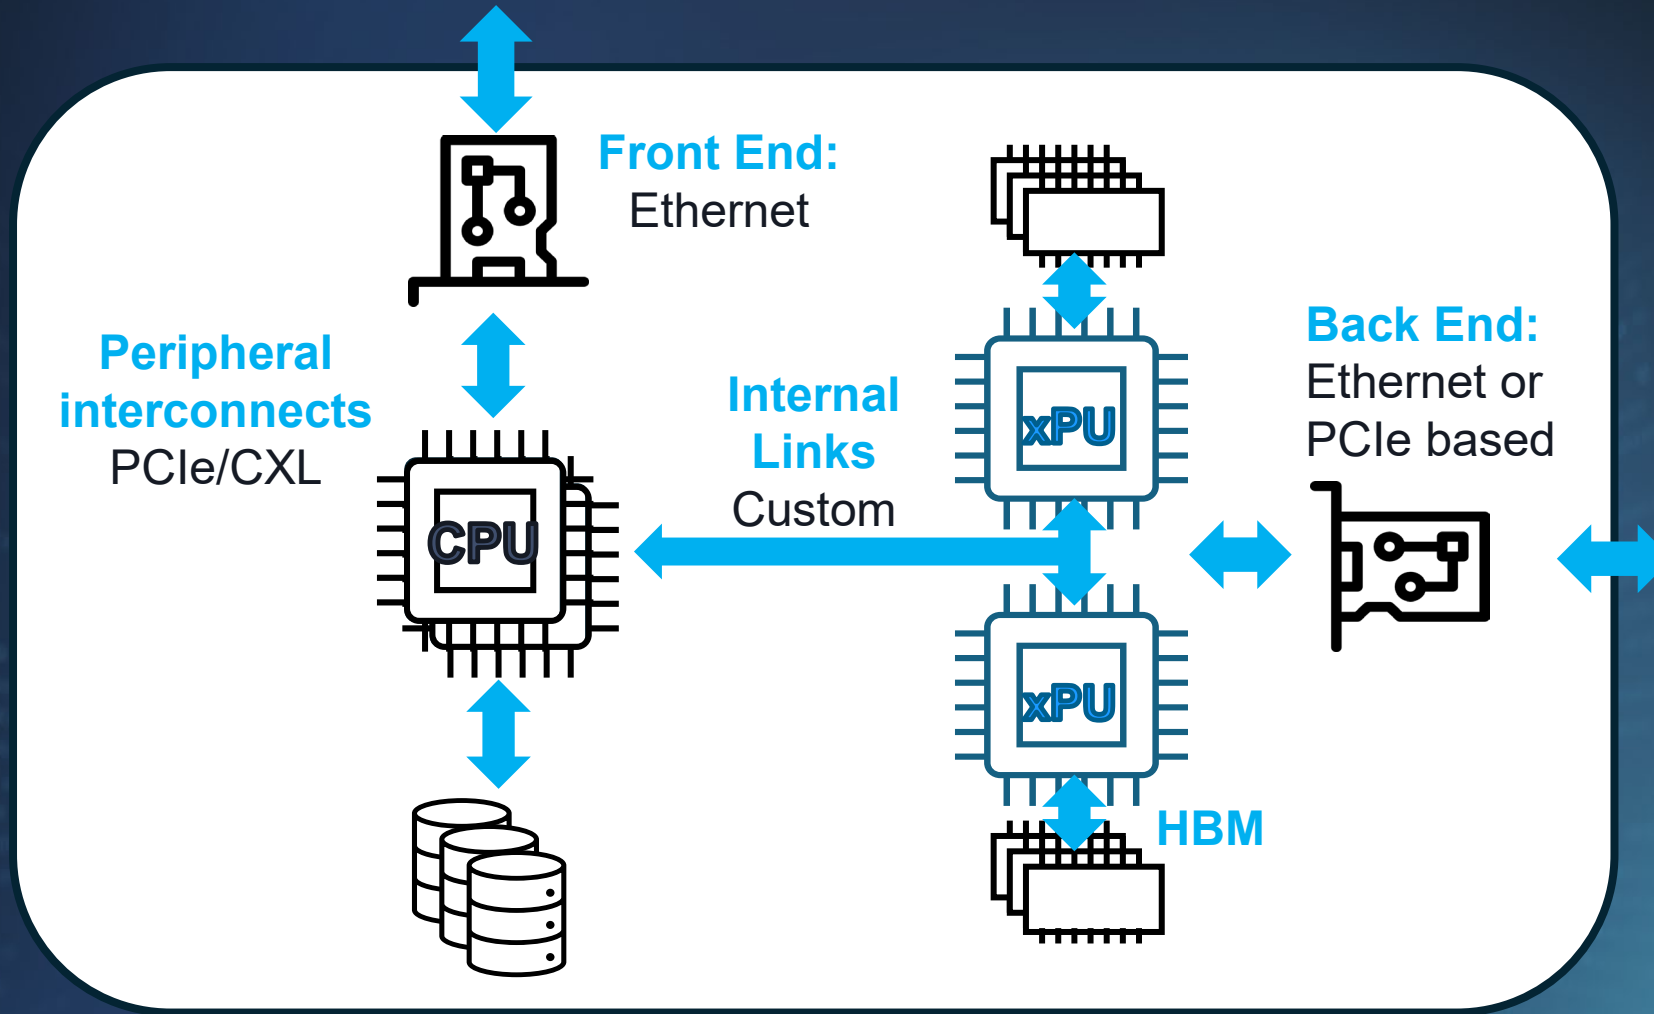 Front End:
Ethernet
Peripheral
interconnects
PCIe/CXL
CPU
Internal
Links
Custom
xPU
xPU
HBM
Back End:
Ethernet or
PCIe based